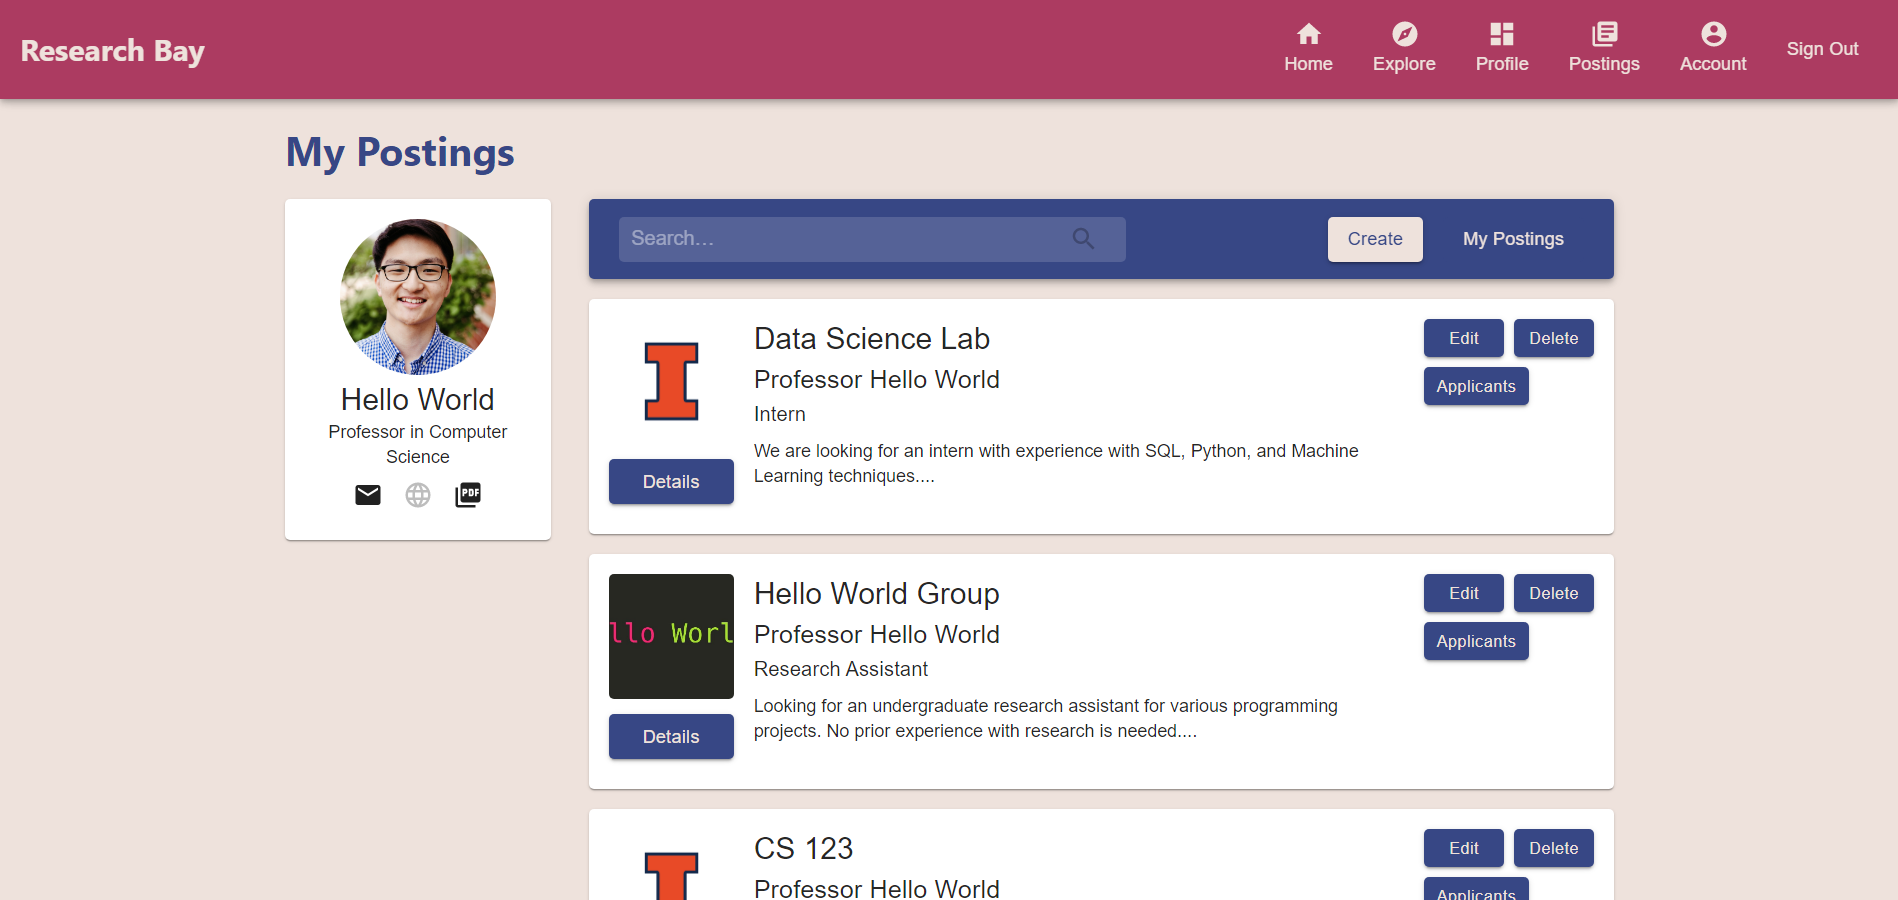 Research Bay
Home
Explore
Profile
Postings
Account
Sign Out
My Postings
Hello World
Professor in Computer
Science
PDF
Search...
Create
My Postings
Data Science Lab
Professor Hello World
Intern
We are looking for an intern with experience with SQL, Python, and Machine
Learning techniques....
Details
Edit
Delete
Applicants
llo Worl
Hello World Group
Professor Hello World
Research Assistant
Looking for an undergraduate research assistant for various programming
projects. No prior experience with research is needed....
Details
Edit
Delete
Applicants
CS 123
Professor Hello World
Edit
Delete
Applicants